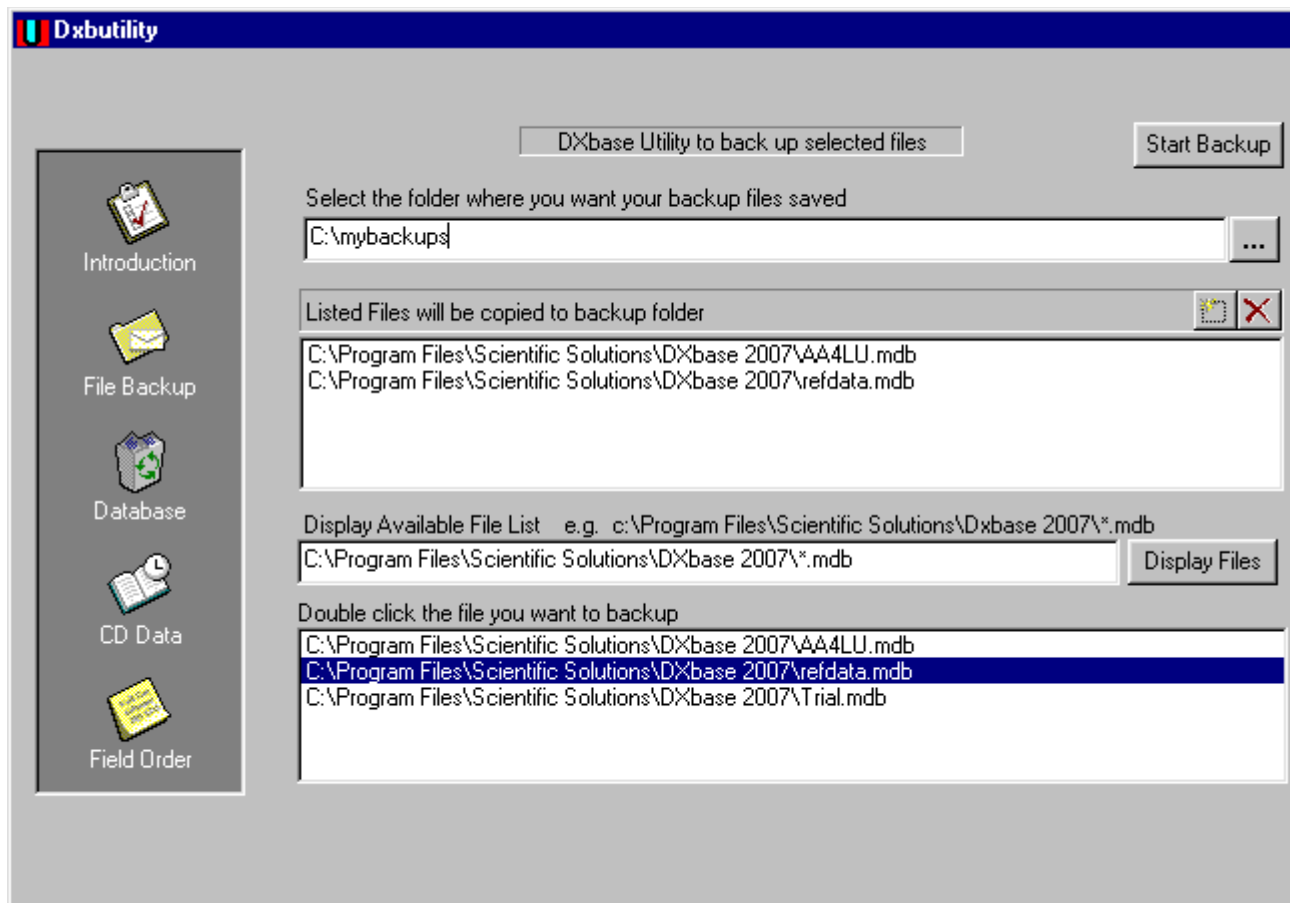 Dxbutility
DXbase Utility to back up selected files
Start Backup
Introduction
File Backup
Database
CD Data
Field Order
Select the folder where you want your backup files saved
C:\mybackups
...
Listed Files will be copied to backup folder
C:\Program Files\Scientific Solutions\DXbase 2007\AA4LU.mdb
C:\Program Files\Scientific Solutions\DXbase 2007\refdata.mdb
Display Available File List e.g. c:\Program Files\Scientific Solutions\Dxbase 2007\*.mdb
C:\Program Files\Scientific Solutions\DXbase 2007\*.mdb
Display Files
Double click the file you want to backup
C:\Program Files\Scientific Solutions\DXbase 2007\AA4LU.mdb
C:\Program Files\Scientific Solutions\DXbase 2007\refdata.mdb
C:\Program Files\Scientific Solutions\DXbase 2007\Trial.mdb